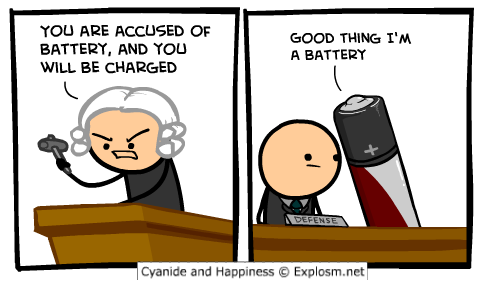 YOU ARE ACCUSED OF
BATTERY, AND YOU
WILL BE CHARGED
GOOD THING I'M
A BATTERY
+
DEFENSE
Cyanide and Happiness © Explosm.net